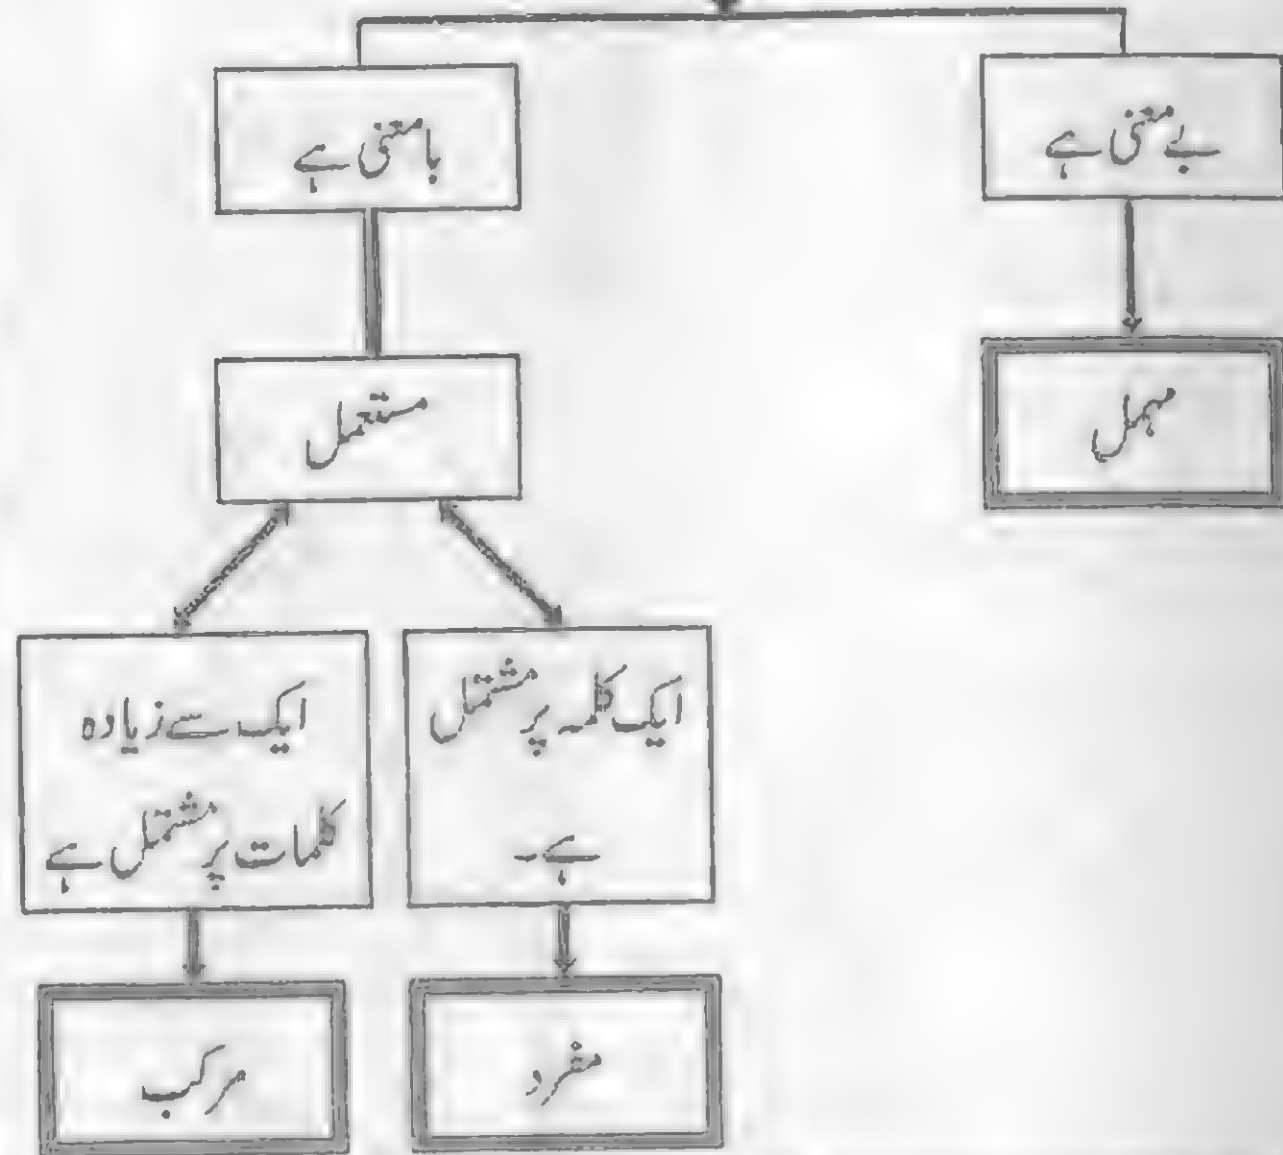 بے معنی ہے
بامعنی ہے
مہمل
مستعمل
ایک کلمہ پر مشتمل
ہے۔
ایک سے زیادہ
کلمات پر مشتمل ہے
مفرد
مرکب